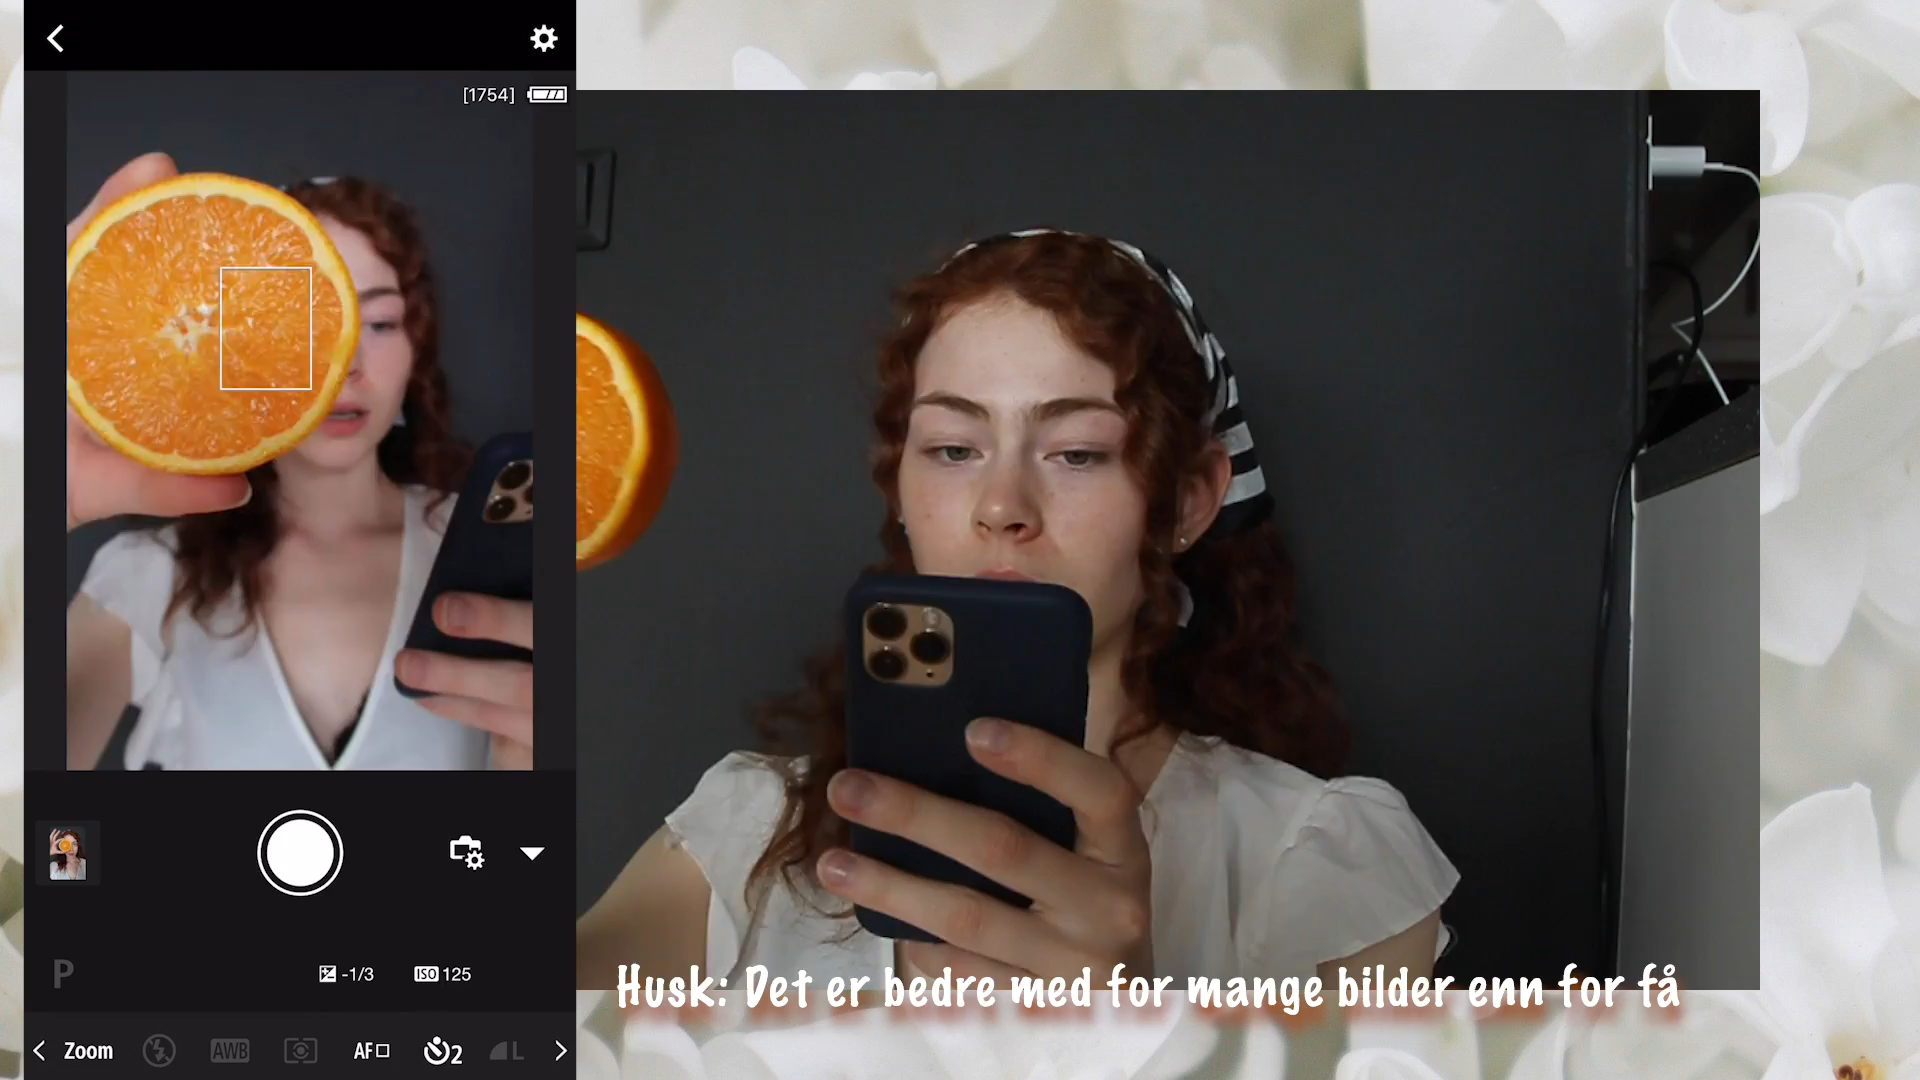 [1754]
P
-1/3
ISO 125
Zoom
AWB
AF
2
L
Husk: Det er bedre med for mange bilder enn for få